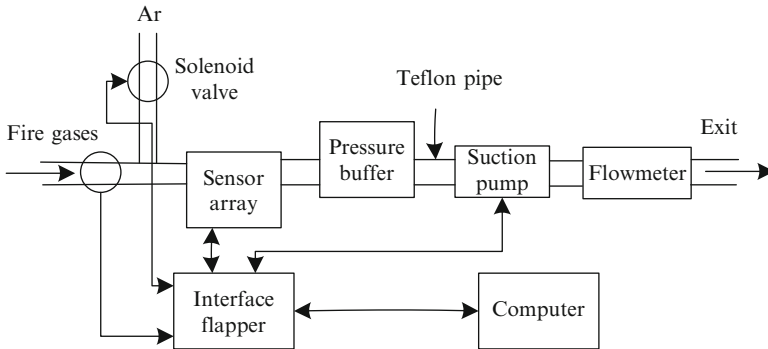 Ar
Solenoid
valve
Teflon pipe
Fire gases
Exit
Pressure
buffer
Suction
pump
Flowmeter
Sensor
array
Interface
flapper
Computer